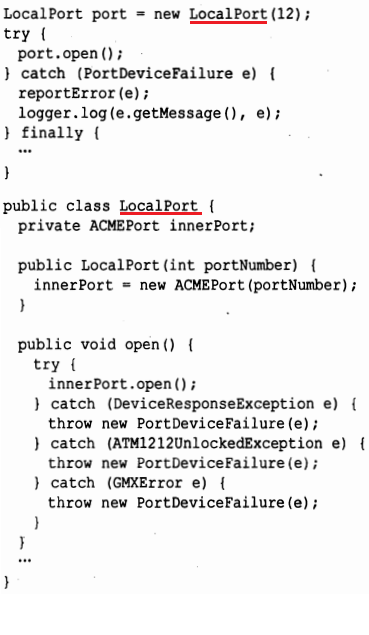 LocalPort port = new LocalPort(12);
try {
  port.open();
} catch (PortDeviceFailure e) {
  reportError(e);
  logger.log(e.getMessage(), e);
} finally {
  …
}
public class LocalPort {
  private ACMEPort innerPort;
  public LocalPort(int portNumber) {
    innerPort = new ACMEPort(portNumber);
  }
  public void open() {
    try {
      innerPort.open();
    } catch (DeviceResponseException e) {
      throw new PortDeviceFailure(e);
    } catch (ATM1212UnlockedException e) {
      throw new PortDeviceFailure(e);
    } catch (GMXError e) {
      throw new PortDeviceFailure(e);
    }
  }
  …
}